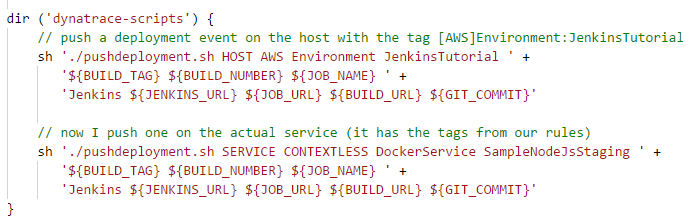 dir ('dynatrace-scripts') {
// push a deployment event on the host with the tag [AWS]Environment:JenkinsTutorial
sh './pushdeployment.sh HOST AWS Environment JenkinsTutorial ' +
'${BUILD_TAG} ${BUILD_NUMBER} ${JOB_NAME} ' +
'Jenkins ${JENKINS_URL} ${JOB_URL} ${BUILD_URL} ${GIT_COMMIT}'
// now I push one on the actual service (it has the tags from our rules)
sh './pushdeployment.sh SERVICE CONTEXTLESS DockerService SampleNodeJsStaging ' +
'${BUILD_TAG} ${BUILD_NUMBER} ${JOB_NAME} ' +
'Jenkins ${JENKINS_URL} ${JOB_URL} ${BUILD_URL} ${GIT_COMMIT}'
}